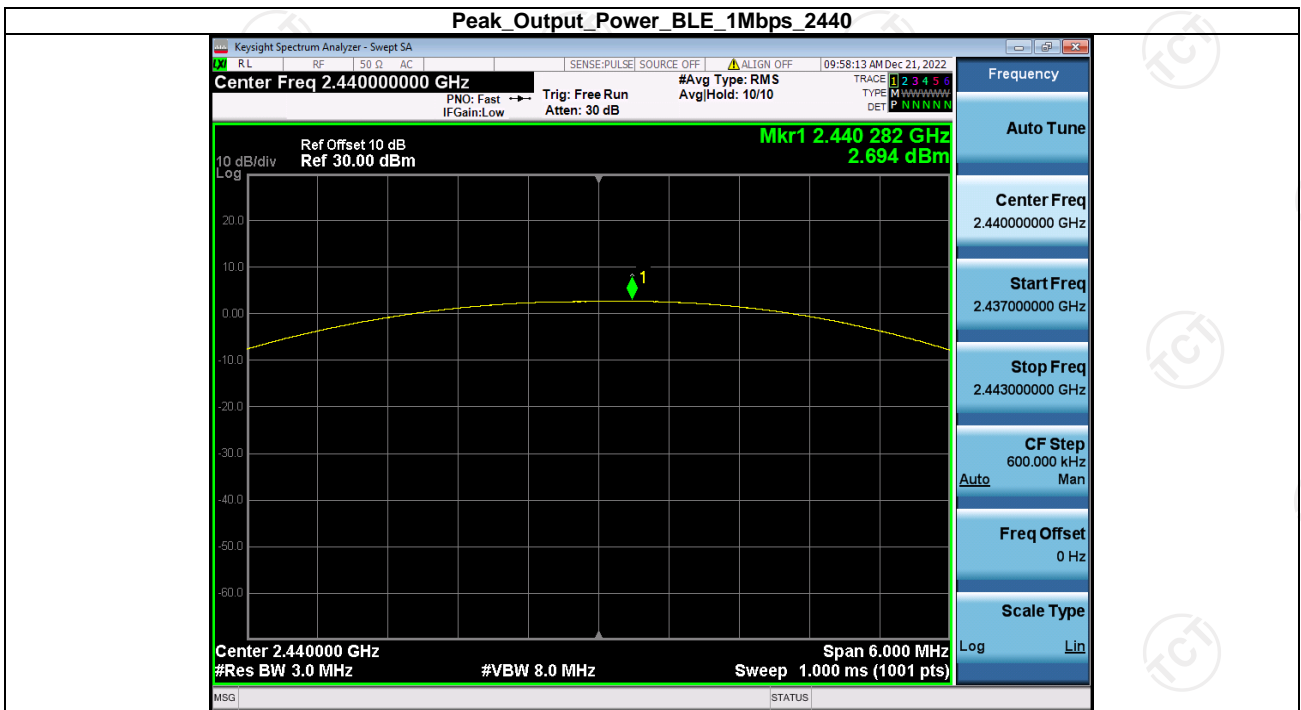 Peak_Output_Power_BLE_1Mbps_2440
Keysight Spectrum Analyzer - Swept SA
LXI RL RF 50 Ω AC SENSE:PULSE SOURCE OFF ALIGN OFF 09:58:13 AM Dec 21, 2022
Center Freq 2.440000000 GHz
PNO: Fast
IFGain:Low
Trig: Free Run
Atten: 30 dB
#Avg Type: RMS
Avg|Hold: 10/10
TRACE 1 2 3 4 5 6
TYPE M WWWWW
DET P N N N N N
Frequency
Auto Tune
Center Freq
2.440000000 GHz
Start Freq
2.437000000 GHz
Stop Freq
2.443000000 GHz
CF Step
600.000 kHz
Auto Man
Freq Offset
0 Hz
Scale Type
Log Lin
Mkr1 2.440 282 GHz
2.694 dBm
Ref Offset 10 dB
10 dB/div Ref 30.00 dBm
Log
20.0
10.0
1
0.00
-10.0
-20.0
-30.0
-40.0
-50.0
-60.0
Center 2.440000 GHz Span 6.000 MHz
#Res BW 3.0 MHz #VBW 8.0 MHz Sweep 1.000 ms (1001 pts)
MSG STATUS
TCT
TCT
TCT